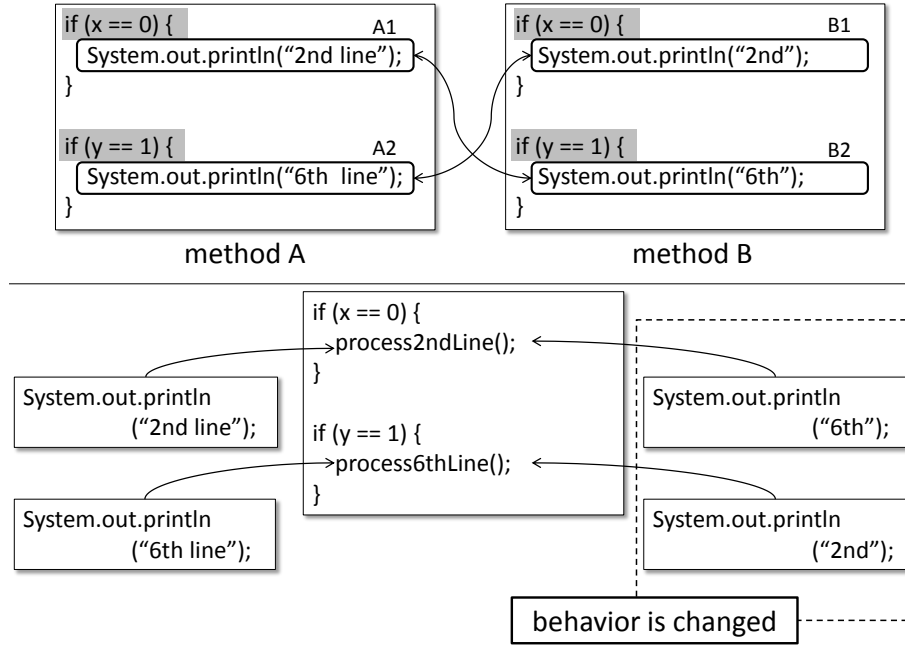 if (x == 0) {
A1
System.out.println(“2nd line”);
}
if (y == 1) {
A2
System.out.println(“6th line”);
}
method A
if (x == 0) {
B1
System.out.println(“2nd”);
}
if (y == 1) {
B2
System.out.println(“6th”);
}
method B
if (x == 0) {
process2ndLine();
}
if (y == 1) {
process6thLine();
}
System.out.println
(“2nd line”);
System.out.println
(“6th line”);
System.out.println
(“6th”);
System.out.println
(“2nd”);
behavior is changed